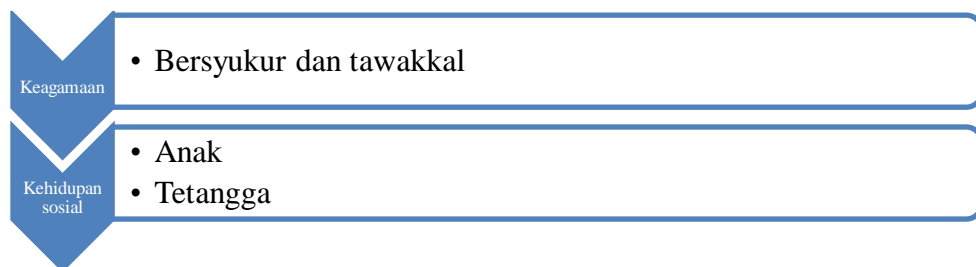 Keagamaan
• Bersyukur dan tawakkal
Kehidupan
sosial
• Anak
• Tetangga